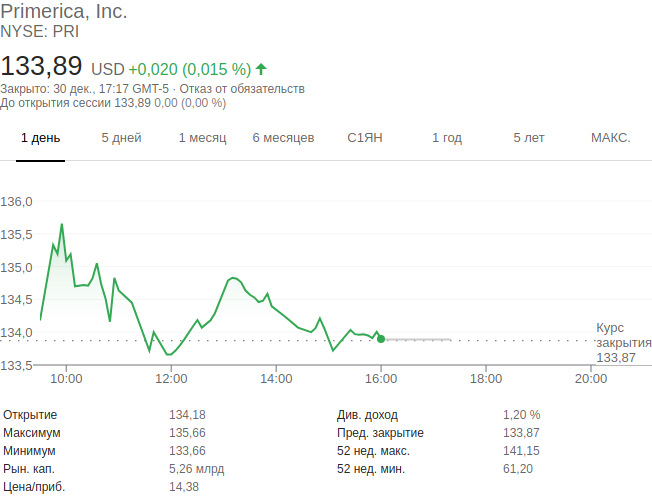 Primerica, Inc.
NYSE: PRI
133,89 USD +0,020 (0,015 %)
Закрыто: 30 дек., 17:17 GMT-5 · Отказ от обязательств
До открытия сессии 133,89 0,00 (0,00 %)
1 день 5 дней 1 месяц 6 месяцев С1ЯН 1 год 5 лет МАКС.
136,0
135,5
135,0
134,5
134,0
133,5
Курс
закрытия
133,87
10:00 12:00 14:00 16:00 18:00 20:00
Открытие 134,18 Див. доход 1,20 %
Максимум 135,66 Пред. закрытие 133,87
Минимум 133,66 52 нед. макс. 141,15
Рын. кап. 5,26 млрд 52 нед. мин. 61,20
Цена/приб. 14,38